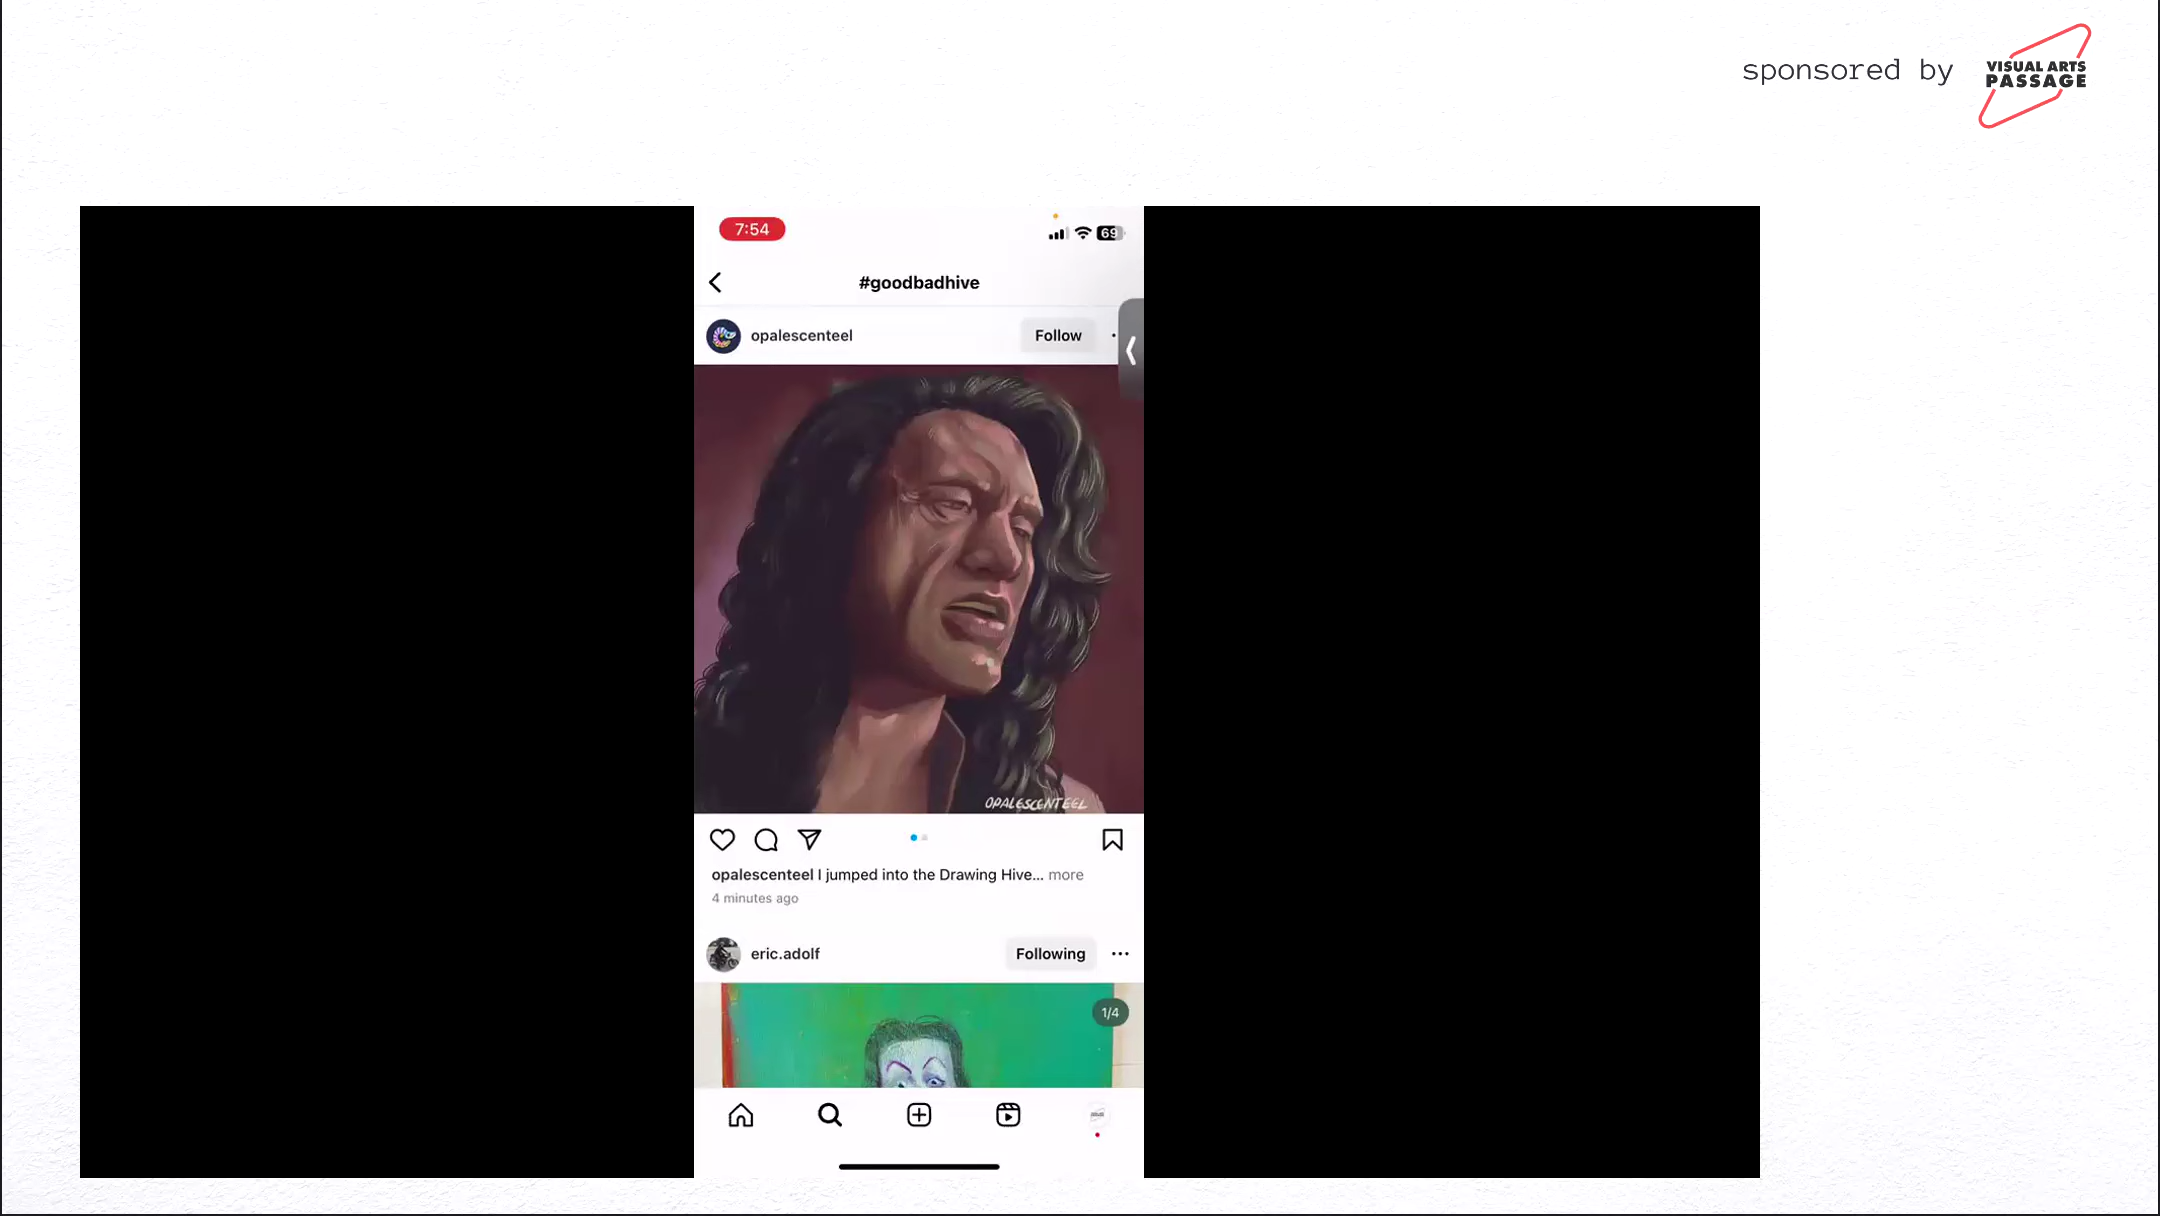 sponsored by
VISUAL ARTS
PASSAGE
7:54
69
#goodbadhive
opalescenteel
Follow
OPALESCENTEEL
opalescenteel I jumped into the Drawing Hive... more
4 minutes ago
eric.adolf
Following
1/4